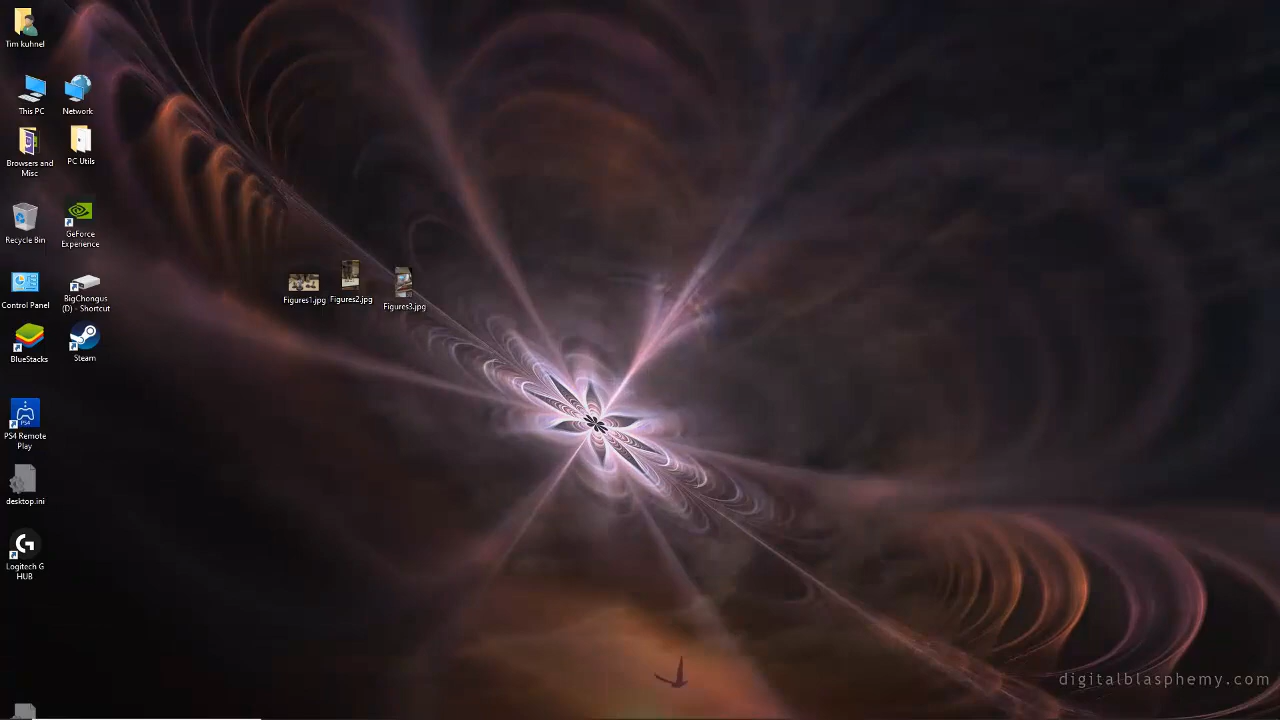 Tim kuhnel
This PC
Network
Browsers and
Misc
PC Utils
Recycle Bin
GeForce
Experience
Control Panel
BigChongus
(D) - Shortcut
BlueStacks
Steam
PS4 Remote
Play
PS4
desktop.ini
Logitech G
HUB
Figures1.jpg
Figures2.jpg
Figures3.jpg
digitalblasphemy.com